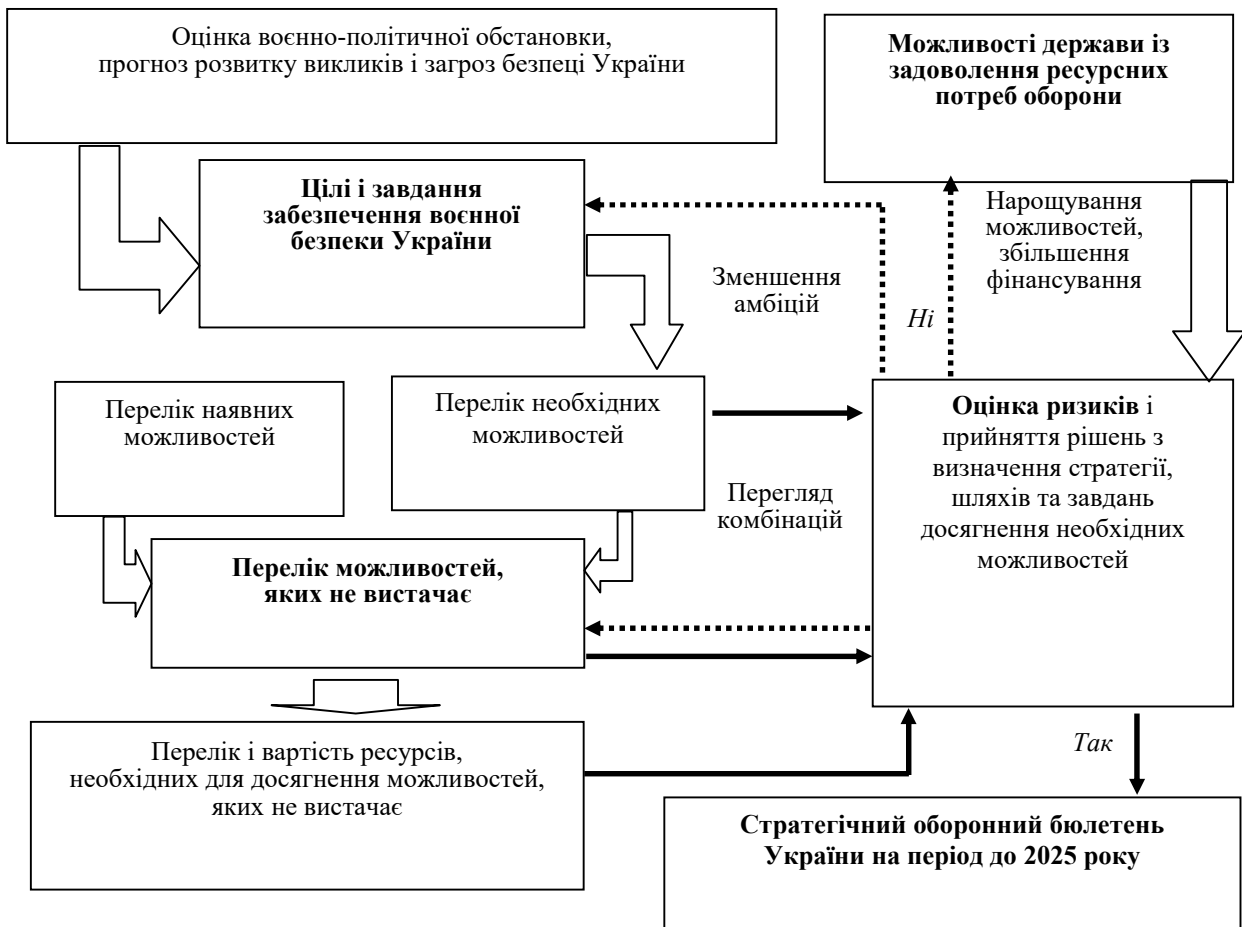 Оцінка воєнно-політичної обстановки,
прогноз розвитку викликів і загроз безпеці України
Можливості держави із
задоволення ресурсних
потреб оборони
Цілі і завдання
забезпечення воєнної
безпеки України
Нарощування
можливостей,
збільшення
фінансування
Зменшення
амбіцій
Ні
Перелік наявних
можливостей
Перелік необхідних
можливостей
Оцінка ризиків і
прийняття рішень з
визначення стратегії,
шляхів та завдань
досягнення необхідних
можливостей
Перегляд
комбінацій
Перелік можливостей,
яких не вистачає
Перелік і вартість ресурсів,
необхідних для досягнення можливостей,
яких не вистачає
Так
Стратегічний оборонний бюлетень
України на період до 2025 року